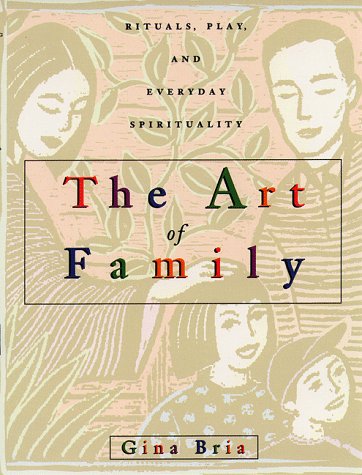 RITUALS, PLAY,
AND
EVERYDAY
SPIRITUALITY
The Art
of
Family
Gina Bria